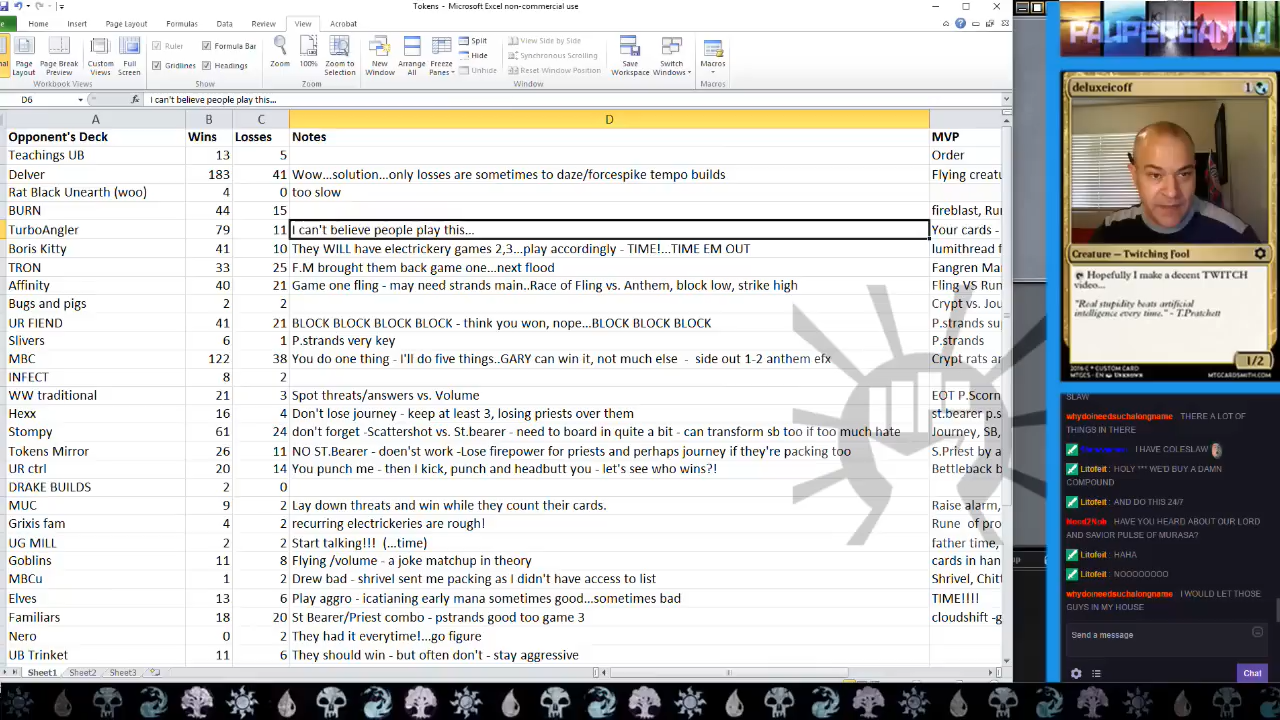 Tokens - Microsoft Excel non-commercial use
Home Insert Page Layout Formulas Data Review View Acrobat
Page Layout
Page Break Preview
Custom Views
Full Screen
Ruler
Formula Bar
Gridlines
Headings
Zoom
100%
Zoom to Selection
New Window
Arrange All
Freeze Panes
Split
Hide
Unhide
View Side by Side
Synchronous Scrolling
Reset Window Position
Save Workspace
Switch Windows
Macros
Workbook Views Show Zoom Window Macros
D6 fx I can't believe people play this...
A B C D
Opponent's Deck Wins Losses Notes MVP
Teachings UB 13 5 Order
Delver 183 41 Wow...solution...only losses are sometimes to daze/forcespike tempo builds Flying creatu
Rat Black Unearth (woo) 4 0 too slow
BURN 44 15 fireblast, Run
TurboAngler 79 11 I can't believe people play this... Your cards -
Boris Kitty 41 10 They WILL have electrickery games 2,3...play accordingly - TIME!...TIME EM OUT lumithread f
TRON 33 25 F.M brought them back game one...next flood Fangren Mar
Affinity 40 21 Game one fling - may need strands main..Race of Fling vs. Anthem, block low, strike high Fling VS Run
Bugs and pigs 2 2 Crypt vs. Jou
UR FIEND 41 21 BLOCK BLOCK BLOCK BLOCK - think you won, nope...BLOCK BLOCK BLOCK P.strands su
Slivers 6 1 P.strands very key P.strands
MBC 122 38 You do one thing - I'll do five things..GARY can win it, not much else - side out 1-2 anthem efx Crypt rats ar
INFECT 8 2
WW traditional 21 3 Spot threats/answers vs. Volume EOT P.Scorn
Hexx 16 4 Don't lose journey - keep at least 3, losing priests over them st.bearer p.s
Stompy 61 24 don't forget -you have St.bearer - need to board in quite a bit - can transform sb too if too much hate Journey, SB,
Tokens Mirror 26 11 NO ST.Bearer - doen'st work - use firepower for priests and perhaps journey if they're packing too S.Priest by a
UR ctrl 20 14 You punch me - then I kick, punch and headbutt you - let's see who wins?! Bettleback b
DRAKE BUILDS 2 0
MUC 9 2 Lay down threats and win while they count their cards. Raise alarm,
Grixis fam 4 2 recurring electrickeries are rough! Rune of pro
UG MILL 2 2 Start talking!!! (...time) father time,
Goblins 11 8 Flying /volume - a joke matchup in theory cards in han
MBCu 1 2 Drew bad - shrivel sent me packing as I didn't have access to list Shrivel, Chitt
Elves 13 6 Play aggro - iatianing early mana sometimes good...sometimes bad TIME!!!!
Familiars 18 20 St Bearer/Priest combo - pstrands good too game 3 cloudshift -g
Nero 0 2 They had it everytime!...go figure
UB Trinket 11 6 They should win - but often don't - stay aggressive
Sheet1 Sheet2 Sheet3
PAUPERGANDA
deluxeicoff 1
Creature — Twitching Fool
Hopefully I make a decent TWITCH
video...
"Real stupidity beats artificial
intelligence every time." - T.Pratchett
1/2
MTGCARDSMITH.COM
SLAW
whydoineedsuchalongname THERE A LOT OF
THINGS IN THERE
I HAVE COLESLAW
Litofeit : HOLY *** WE'D BUY A DAMN
COMPOUND
Litofeit : AND DO THIS 24/7
HAVE YOU HEARD ABOUT OUR LORD
AND SAVIOR PULSE OF MURASA?
Litofeit : HAHA
Litofeit : NOOOOOOOO
whydoineedsuchalongname I WOULD LET THOSE
GUYS IN MY HOUSE
Send a message
Chat